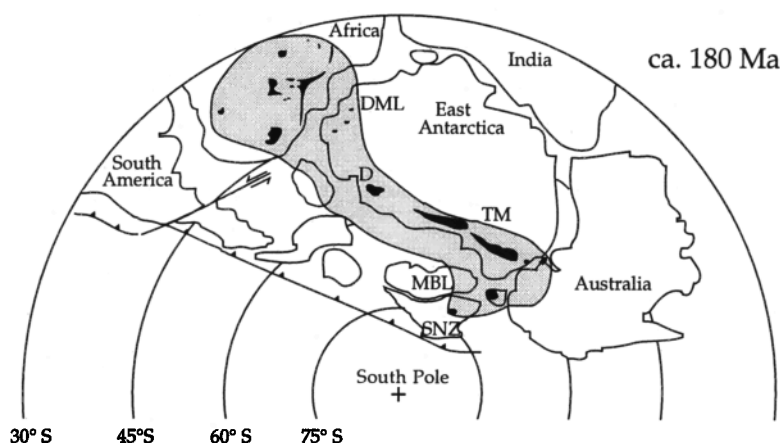 Africa
India
ca. 180 Ma
DML
East
Antarctica
South
America
D
TM
MBL
Australia
SNZ
South Pole
30° S 45°S 60° S 75° S